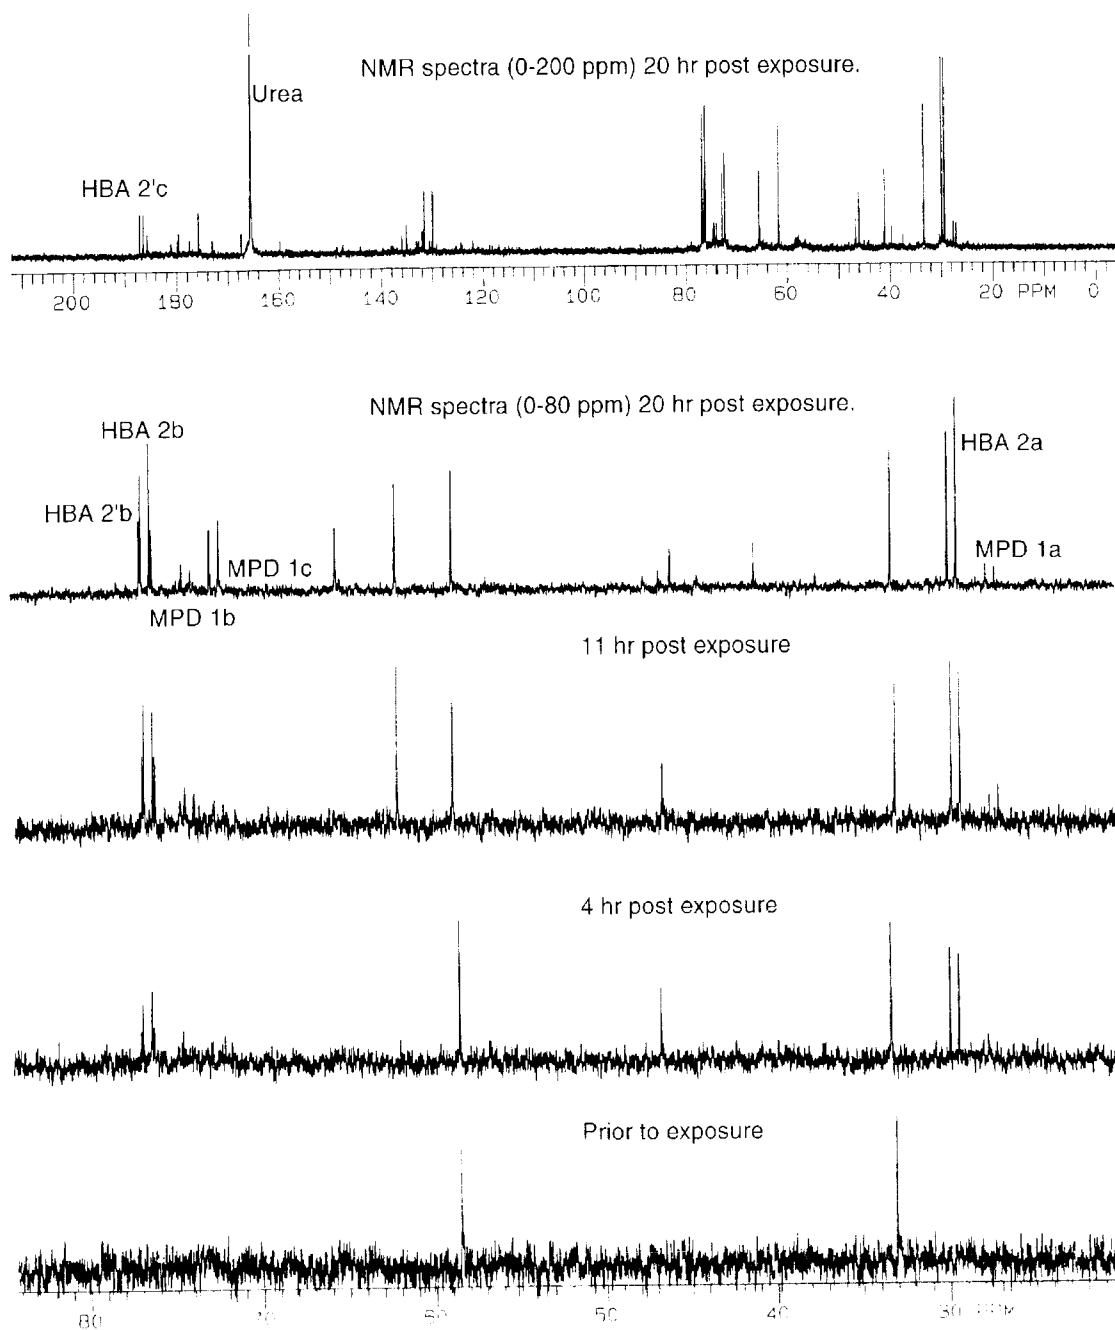 NMR spectra (0-200 ppm) 20 hr post exposure.
Urea
HBA 2'c
200 180 160 140 120 100 80 60 40 20 PPM 0
NMR spectra (0-80 ppm) 20 hr post exposure.
HBA 2b
HBA 2a
HBA 2'b
MPD 1c
MPD 1a
MPD 1b
11 hr post exposure
4 hr post exposure
Prior to exposure
80 70 60 50 40 30 PPM